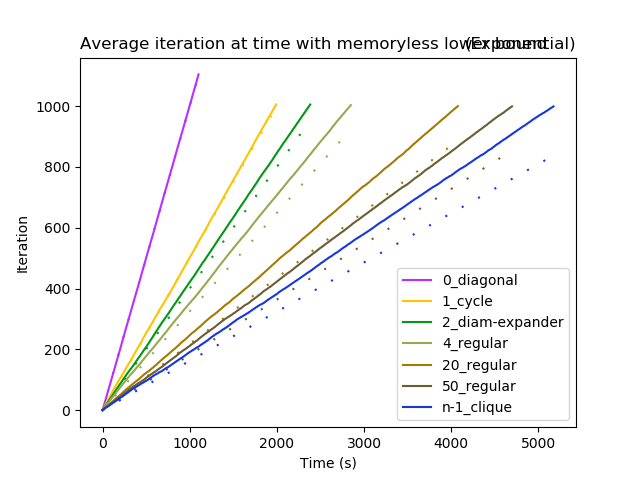 Average iteration at time with memoryless lower bound (Exponential)
Iteration
1000
800
600
400
200
0
0 1000 2000 3000 4000 5000
Time (s)
0_diagonal
1_cycle
2_diam-expander
4_regular
20_regular
50_regular
n-1_clique